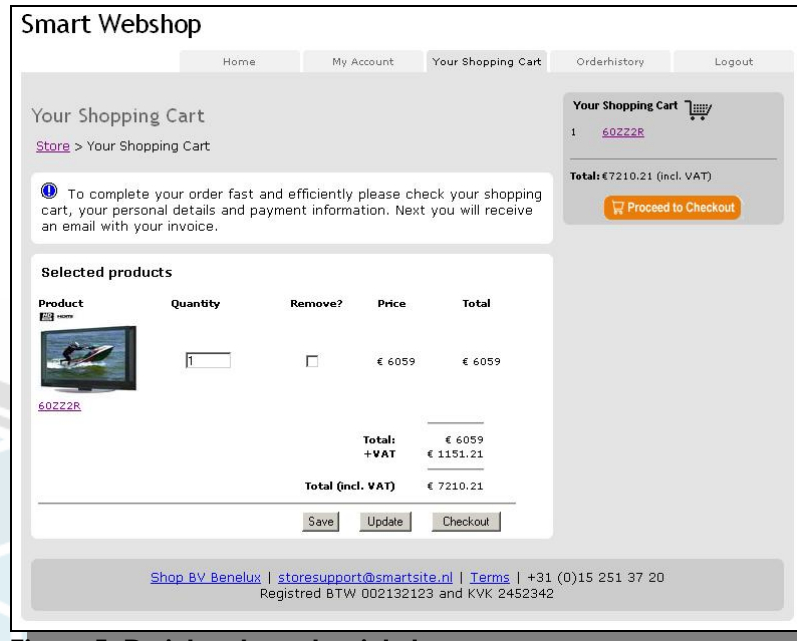 Smart Webshop
Home My Account Your Shopping Cart Orderhistory Logout
Your Shopping Cart
Store > Your Shopping Cart
To complete your order fast and efficiently please check your shopping
cart, your personal details and payment information. Next you will receive
an email with your invoice.
Selected products
Product Quantity Remove? Price Total
HD HDMI
1 € 6059 € 6059
60ZZ2R
Total: € 6059
+VAT € 1151.21
Total (incl. VAT) € 7210.21
Save Update Checkout
Your Shopping Cart
1 60ZZ2R
Total: €7210.21 (incl. VAT)
Proceed to Checkout
Shop BV Benelux | storesupport@smartsite.nl | Terms | +31 (0)15 251 37 20
Registred BTW 002132123 and KVK 2452342